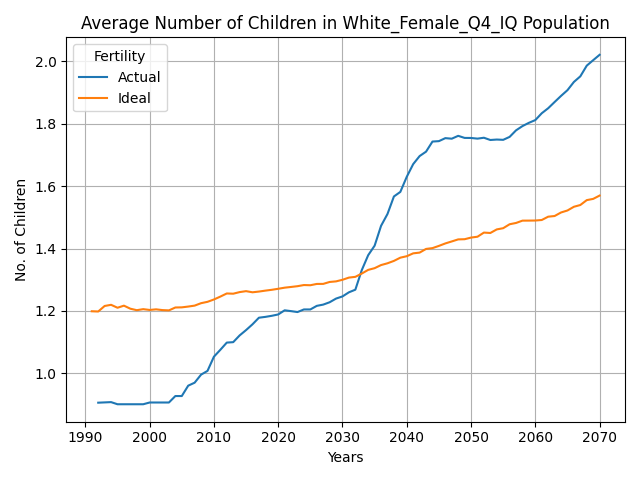 Average Number of Children in White_Female_Q4_IQ Population
Fertility
Actual
Ideal
No. of Children
2.0
1.8
1.6
1.4
1.2
1.0
1990 2000 2010 2020 2030 2040 2050 2060 2070
Years